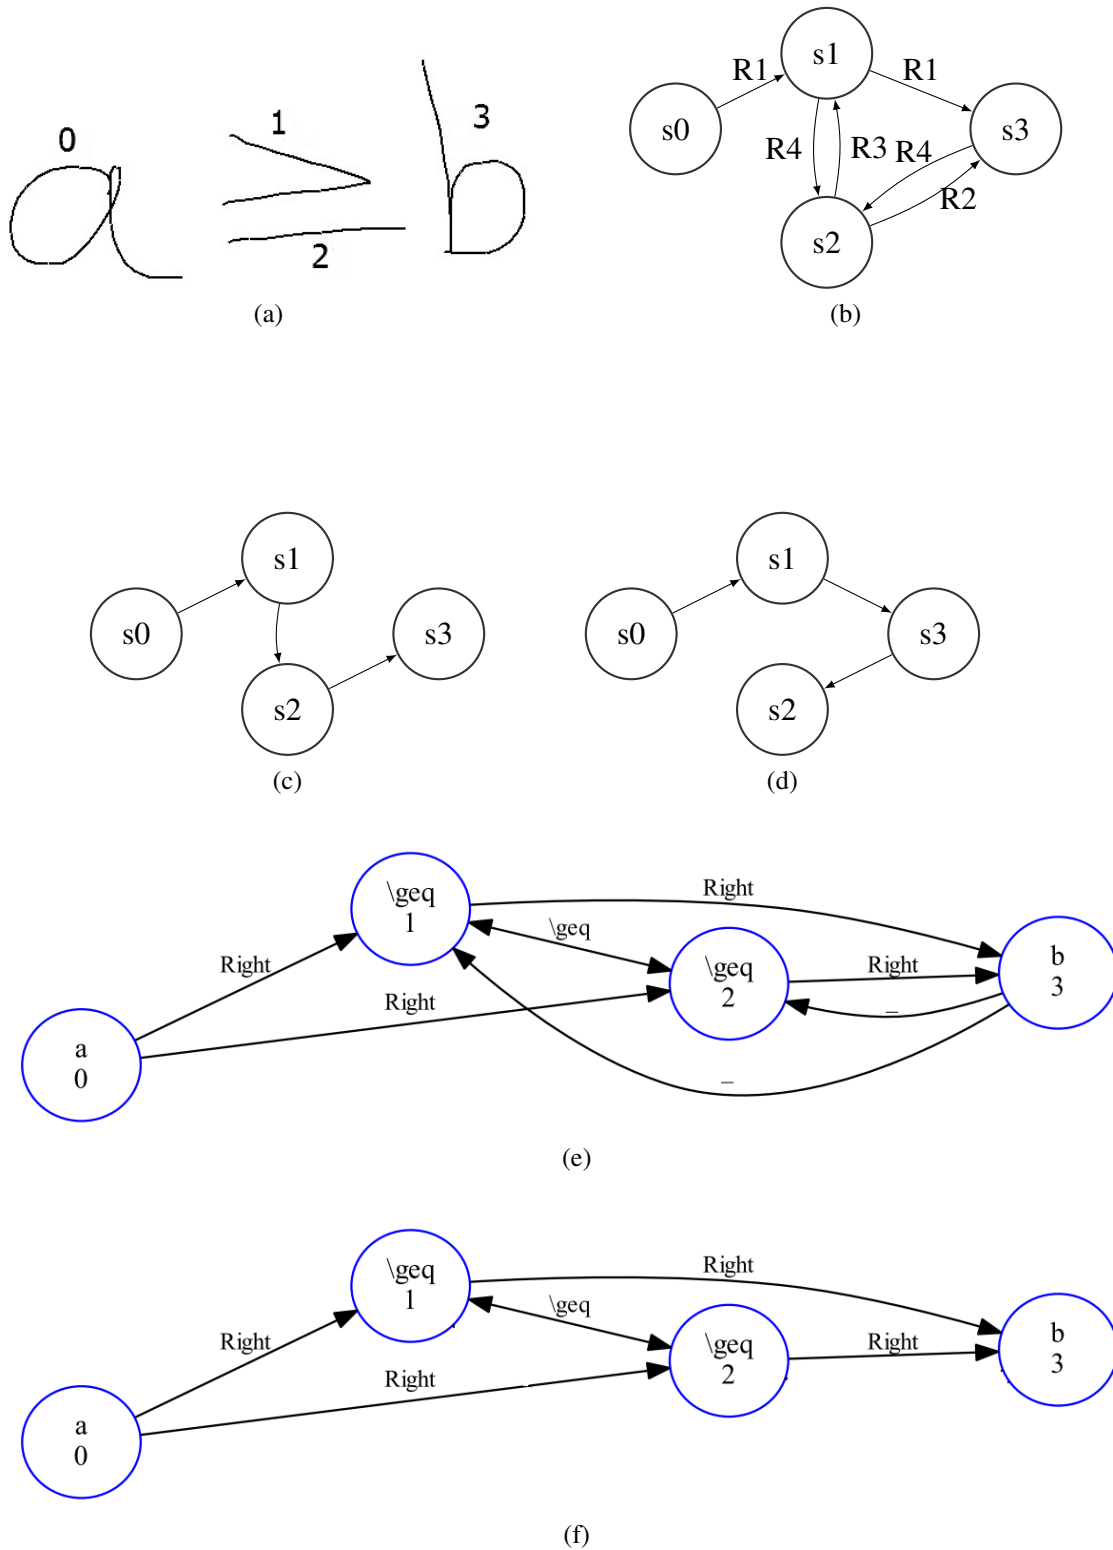 0
1
2
3
a
≥
b
(a)
s0
R1
s1
R1
s3
R4
R3
R4
R2
s2
(b)
s0
s1
s2
s3
(c)
s0
s1
s3
s2
(d)
a
0
Right
\geq
1
Right
Right
\geq
\geq
2
Right
_
_
b
3
(e)
a
0
Right
\geq
1
Right
Right
\geq
\geq
2
Right
b
3
(f)